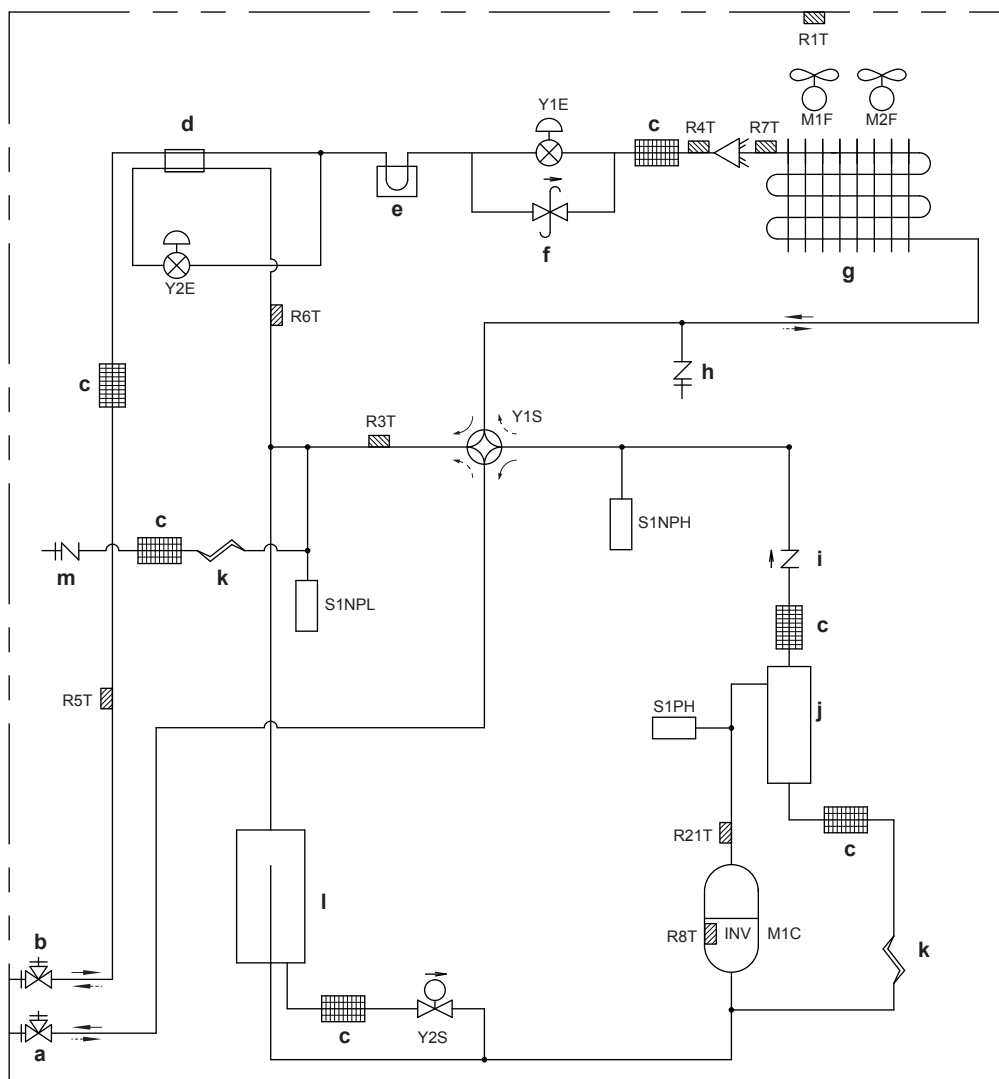 R1T
M1F
M2F
Y1E
d
c
R4T
R7T
e
f
g
Y2E
R6T
c
h
R3T
Y1S
S1NPH
c
m
k
i
S1NPL
c
R5T
S1PH
j
R21T
c
l
R8T
INV
M1C
b
k
c
Y2S
a